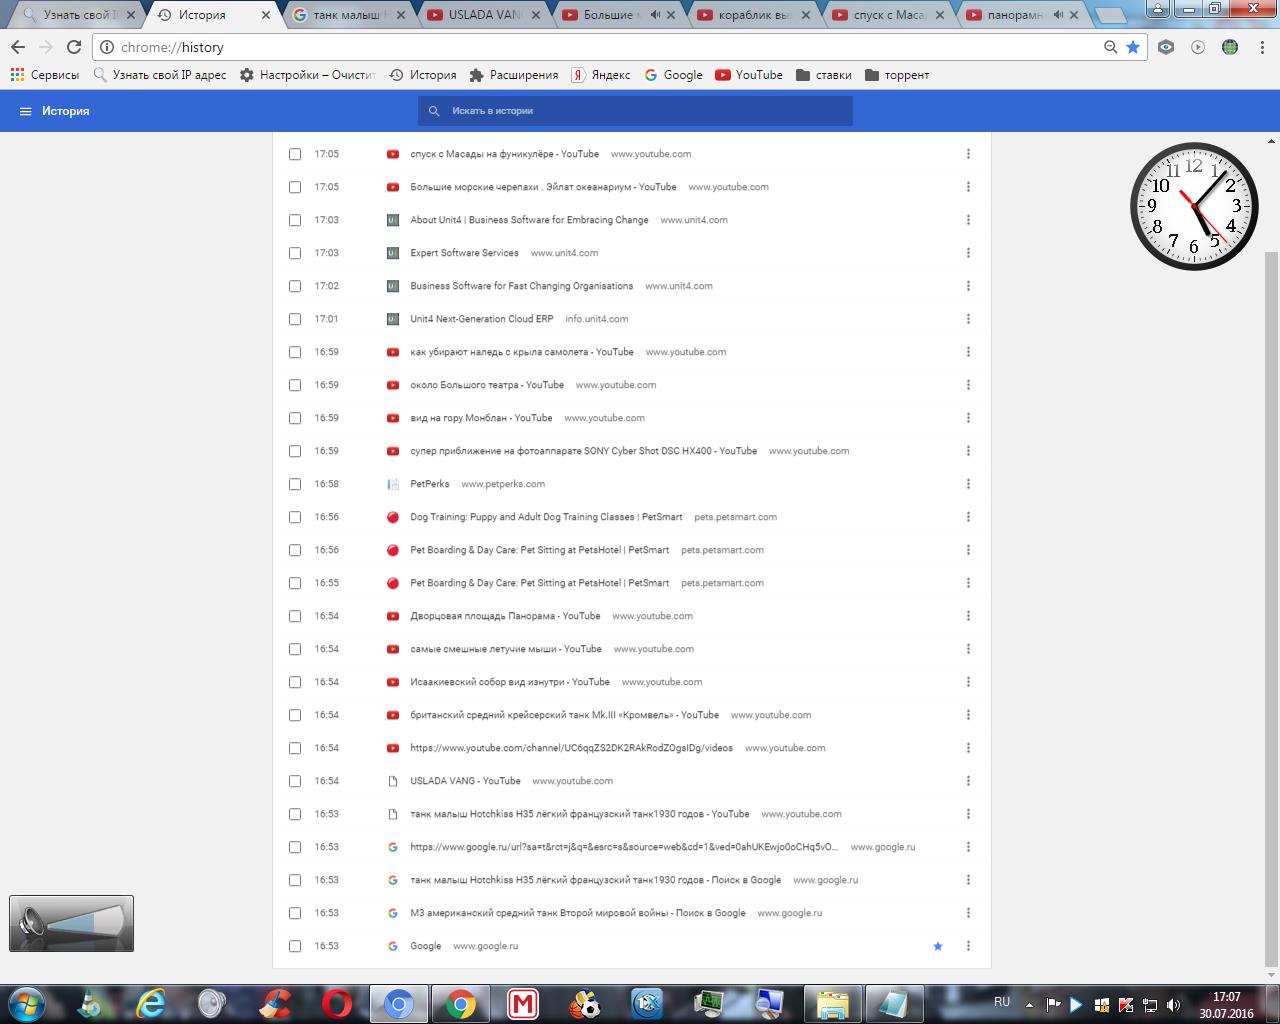 Узнать свой I
История
танк малыш H
USLADA VANG
Большие м
кораблик вы
спуск с Масад
панорамн
chrome://history
Сервисы
Узнать свой IP адрес
Настройки – Очистит
История
Расширения
Яндекс
Google
YouTube
ставки
торрент
История
Искать в истории
17:05 спуск с Масады на фуникулёре - YouTube www.youtube.com
17:05 Большие морские черепахи . Эйлат океанариум - YouTube www.youtube.com
17:03 About Unit4 | Business Software for Embracing Change www.unit4.com
17:03 Expert Software Services www.unit4.com
17:02 Business Software for Fast Changing Organisations www.unit4.com
17:01 Unit4 Next-Generation Cloud ERP info.unit4.com
16:59 как убирают наледь с крыла самолета - YouTube www.youtube.com
16:59 около Большого театра - YouTube www.youtube.com
16:59 вид на гору Монблан - YouTube www.youtube.com
16:59 супер приближение на фотоаппарате SONY Cyber Shot DSC HX400 - YouTube www.youtube.com
16:58 PetPerks www.petperks.com
16:56 Dog Training: Puppy and Adult Dog Training Classes | PetSmart pets.petsmart.com
16:56 Pet Boarding & Day Care: Pet Sitting at PetsHotel | PetSmart pets.petsmart.com
16:55 Pet Boarding & Day Care: Pet Sitting at PetsHotel | PetSmart pets.petsmart.com
16:54 Дворцовая площадь Панорама - YouTube www.youtube.com
16:54 самые смешные летучие мыши - YouTube www.youtube.com
16:54 Исаакиевский собор вид изнутри - YouTube www.youtube.com
16:54 британский средний крейсерский танк Mk.III «Кромвель» - YouTube www.youtube.com
16:54 https://www.youtube.com/channel/UC6qqZS2DK2RAkRodZOgsIDg/videos www.youtube.com
16:54 USLADA VANG - YouTube www.youtube.com
16:53 танк малыш Hotchkiss H35 лёгкий французский танк1930 годов - YouTube www.youtube.com
16:53 https://www.google.ru/url?sa=t&rct=j&q=&esrc=s&source=web&cd=1&ved=0ahUKEwjo0oCHq5vO... www.google.ru
16:53 танк малыш Hotchkiss H35 лёгкий французский танк1930 годов - Поиск в Google www.google.ru
16:53 М3 американский средний танк Второй мировой войны - Поиск в Google www.google.ru
16:53 Google www.google.ru
12 1 2 3 4 5 6 7 8 9 10 11
RU
17:07
30.07.2016